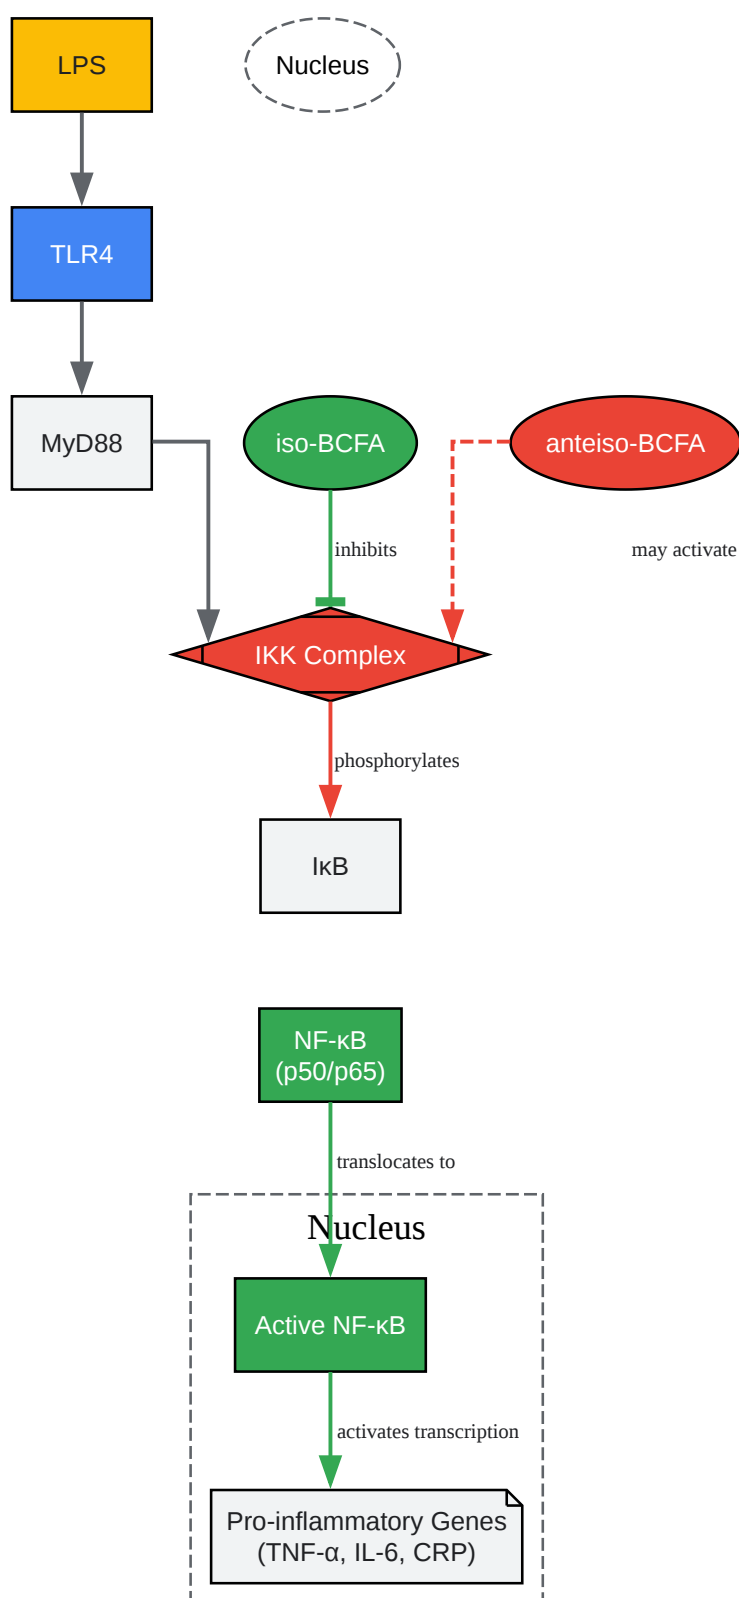 LPS
Nucleus
TLR4
MyD88
iso-BCFA
anteiso-BCFA
inhibits
may activate
IKK Complex
phosphorylates
IκB
NF-κB
(p50/p65)
translocates to
Nucleus
Active NF-κB
activates transcription
Pro-inflammatory Genes
(TNF-α, IL-6, CRP)